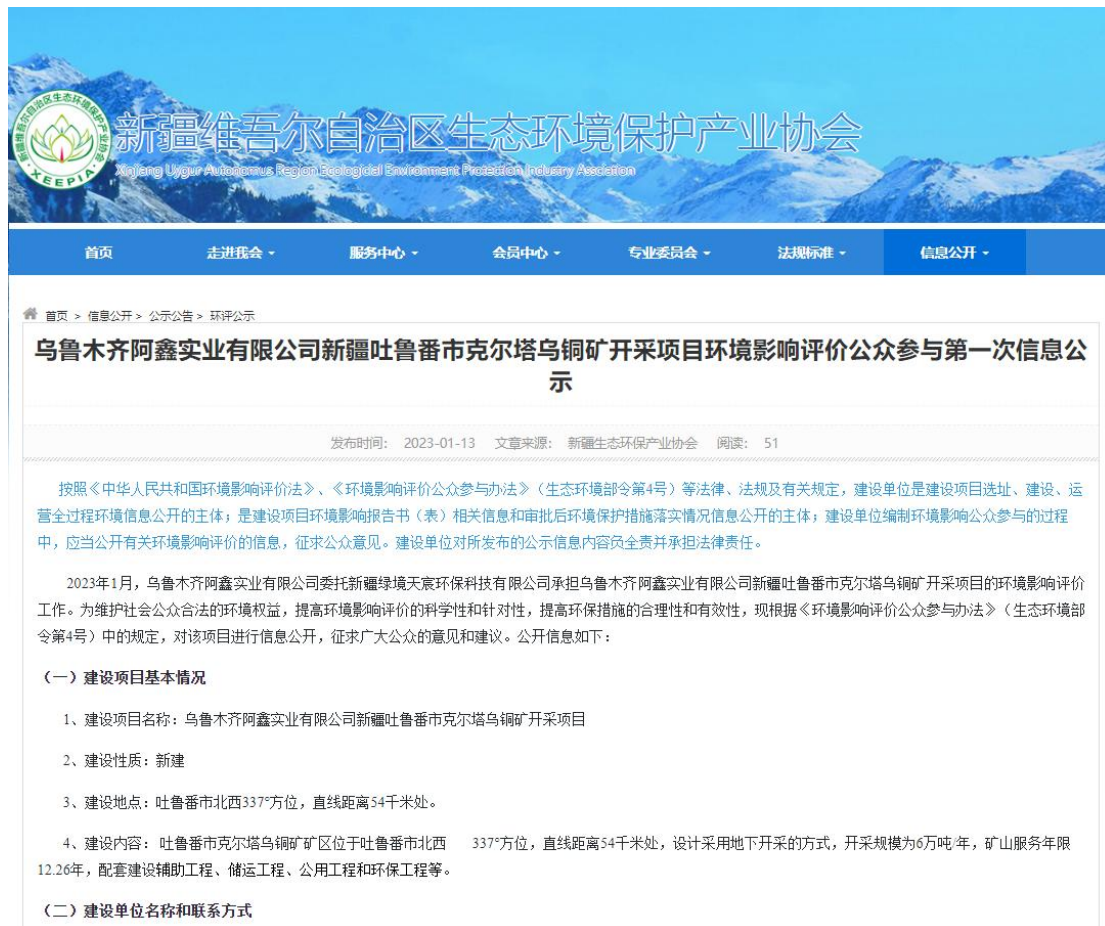 新疆维吾尔自治区生态环境保护产业协会
XEEPIA
新疆维吾尔自治区生态环境保护产业协会
Xinjiang Uygur Autonomous Region Ecological Environment Protection Industry Association
首页 走进我会 服务中心 会员中心 专业委员会 法规标准 信息公开
首页 > 信息公开 > 公示公告 > 环评公示
乌鲁木齐阿鑫实业有限公司新疆吐鲁番市克尔塔乌铜矿开采项目环境影响评价公众参与第一次信息公
示
发布时间： 2023-01-13 文章来源： 新疆生态环保产业协会 阅读： 51
按照《中华人民共和国环境影响评价法》、《环境影响评价公众参与办法》（生态环境部令第4号）等法律、法规及有关规定，建设单位是建设项目选址、建设、运
营全过程环境信息公开的主体；是建设项目环境影响报告书（表）相关信息和审批后环境保护措施落实情况信息公开的主体；建设单位编制环境影响公众参与的过程
中，应当公开有关环境影响评价的信息，征求公众意见。建设单位对所发布的公示信息内容负全责并承担法律责任。
2023年1月，乌鲁木齐阿鑫实业有限公司委托新疆绿境天宸环保科技有限公司承担乌鲁木齐阿鑫实业有限公司新疆吐鲁番市克尔塔乌铜矿开采项目的环境影响评价
工作。为维护社会公众合法的环境权益，提高环境影响评价的科学性和针对性，提高环保措施的合理性和有效性，现根据《环境影响评价公众参与办法》（生态环境部
令第4号）中的规定，对该项目进行信息公开，征求广大公众的意见和建议。公开信息如下：
（一）建设项目基本情况
1、建设项目名称：乌鲁木齐阿鑫实业有限公司新疆吐鲁番市克尔塔乌铜矿开采项目
2、建设性质：新建
3、建设地点：吐鲁番市北西337°方位，直线距离54千米处。
4、建设内容： 吐鲁番市克尔塔乌铜矿矿区位于吐鲁番市北西 337°方位，直线距离54千米处，设计采用地下开采的方式，开采规模为6万吨/年，矿山服务年限
12.26年，配套建设辅助工程、储运工程、公用工程和环保工程等。
（二）建设单位名称和联系方式